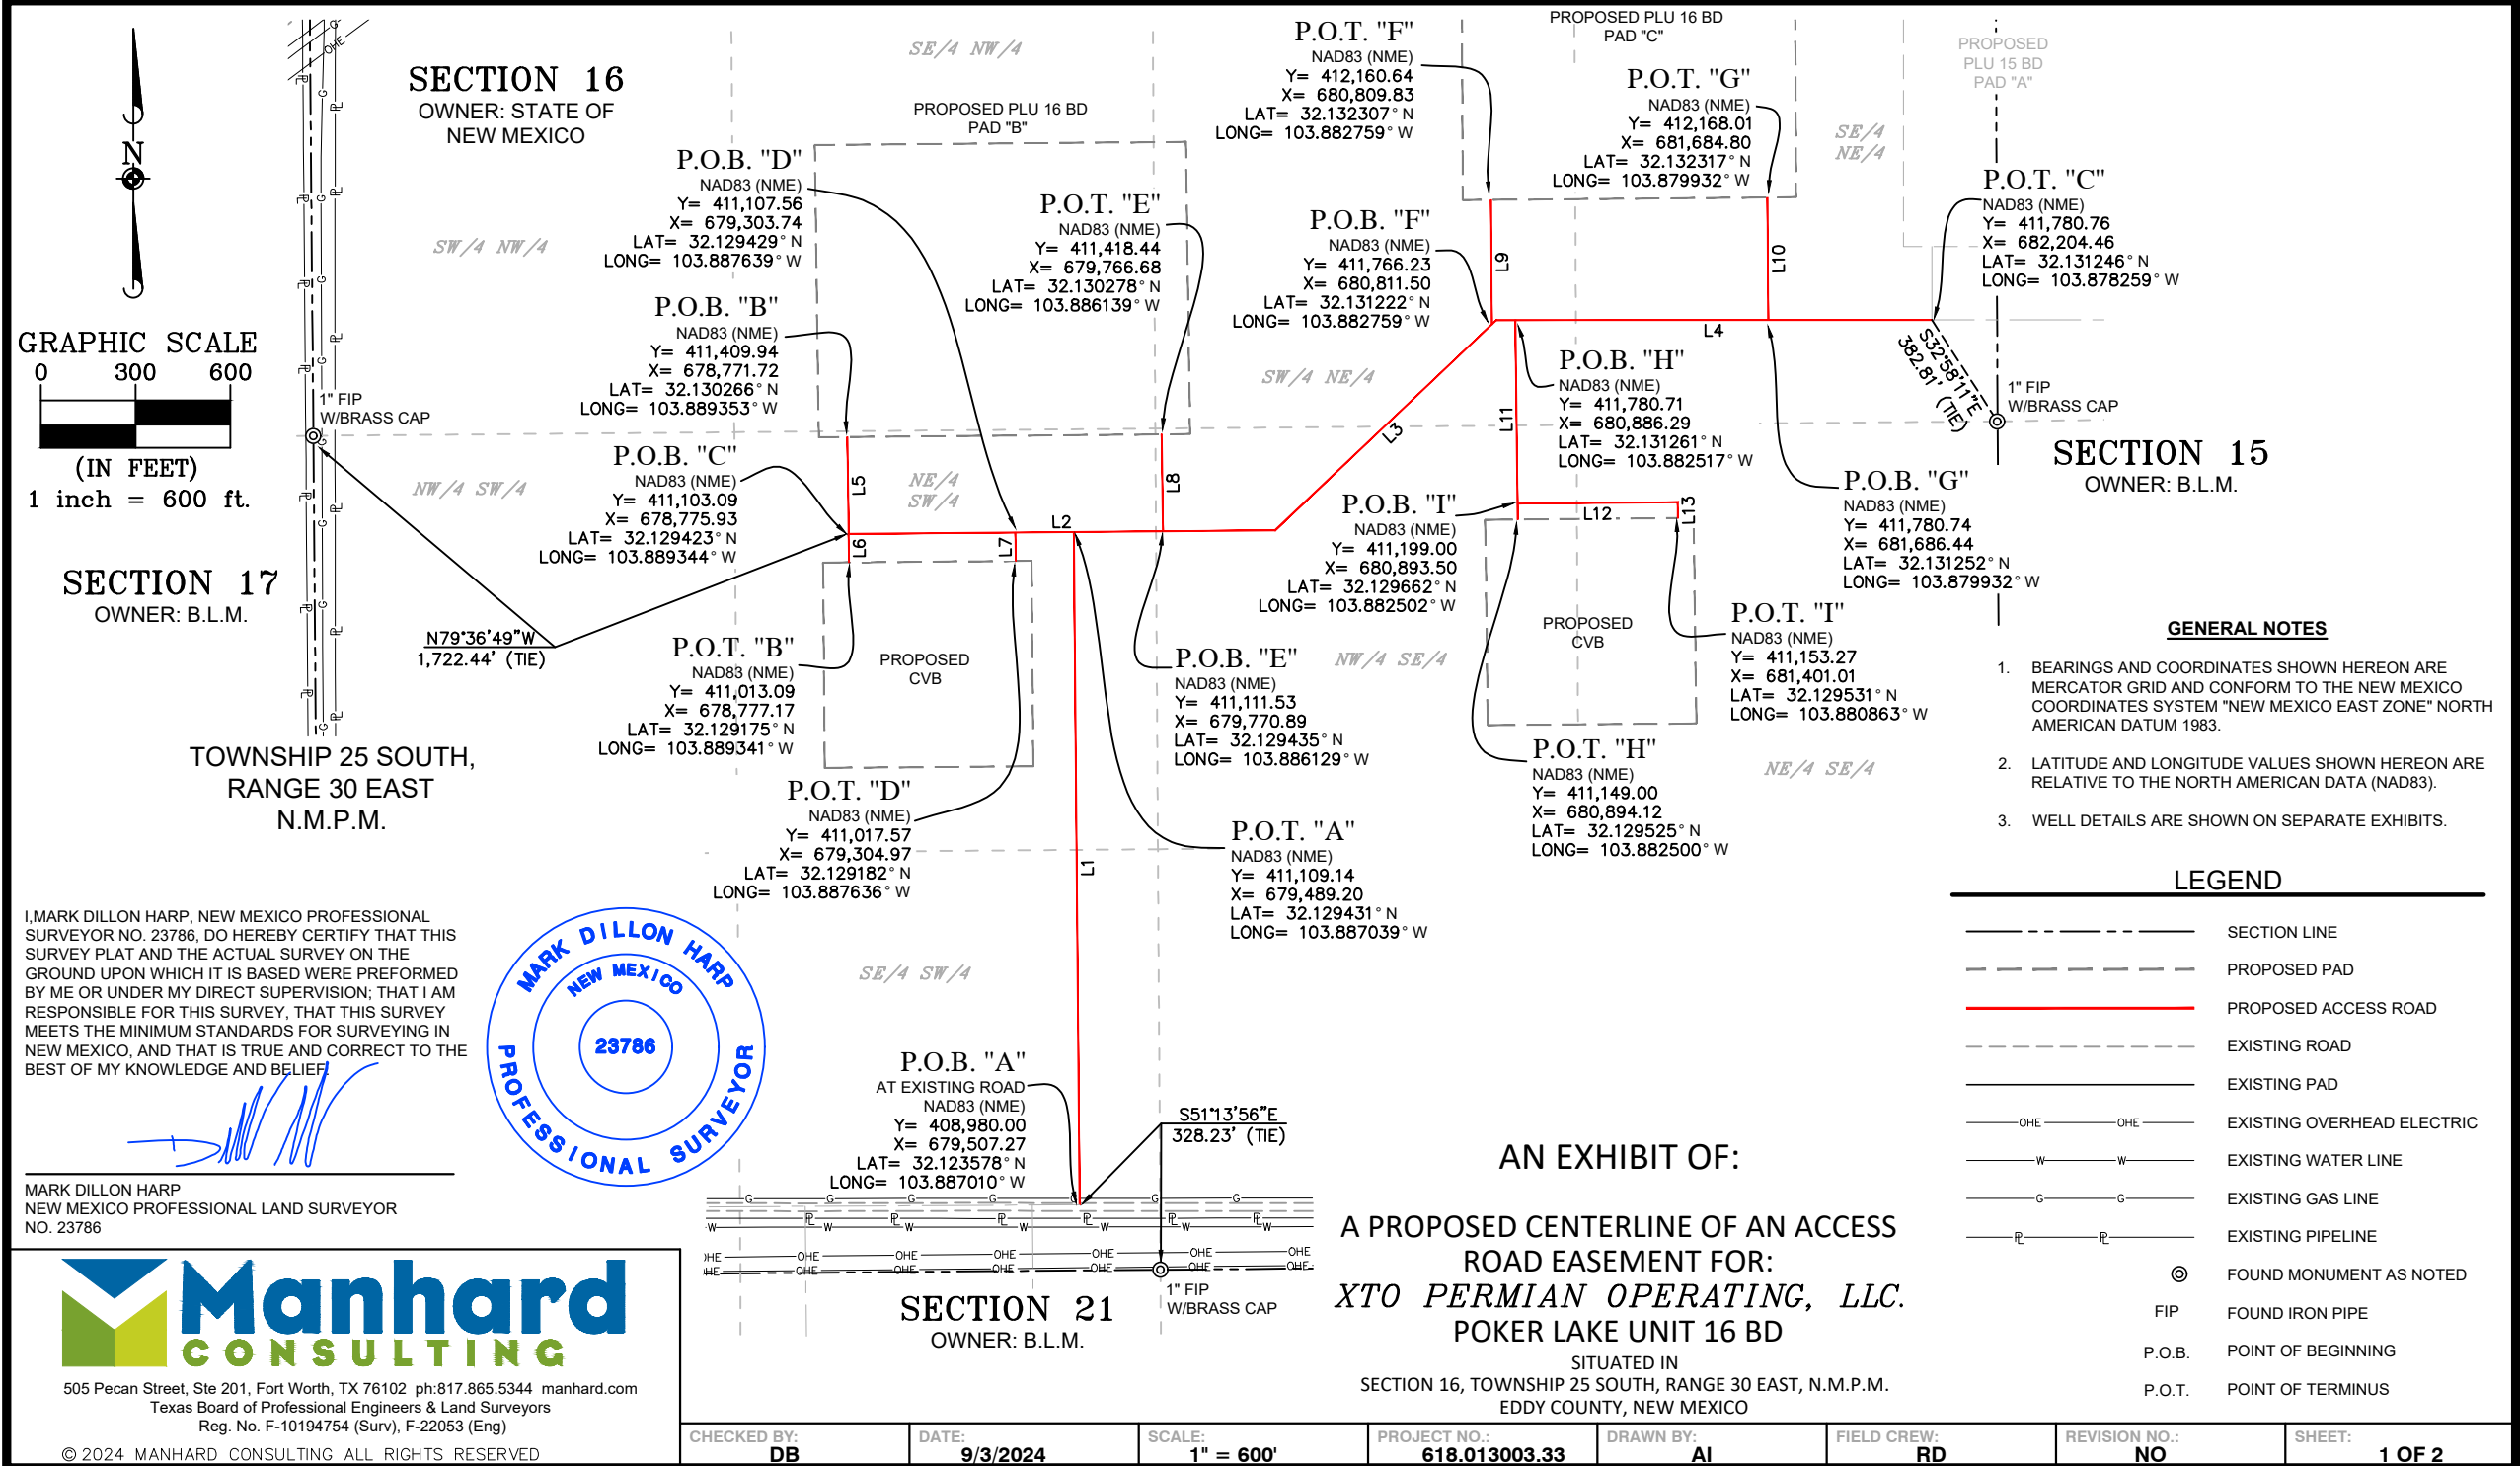 N
GRAPHIC SCALE
0 300 600
(IN FEET)
1 inch = 600 ft.
OHE
SECTION 16
OWNER: STATE OF
NEW MEXICO
SE/4 NW/4
SW/4 NW/4
PROPOSED PLU 16 BD
PAD "B"
PROPOSED PLU 16 BD
PAD "C"
PROPOSED
PLU 15 BD
PAD "A"
SE/4
NE/4
P.O.B. "D"
NAD83 (NME)
Y= 411,107.56
X= 679,303.74
LAT= 32.129429° N
LONG= 103.887639° W
P.O.T. "E"
NAD83 (NME)
Y= 411,418.44
X= 679,766.68
LAT= 32.130278° N
LONG= 103.886139° W
P.O.T. "F"
NAD83 (NME)
Y= 412,160.64
X= 680,809.83
LAT= 32.132307° N
LONG= 103.882759° W
P.O.T. "G"
NAD83 (NME)
Y= 412,168.01
X= 681,684.80
LAT= 32.132317° N
LONG= 103.879932° W
P.O.T. "C"
NAD83 (NME)
Y= 411,780.76
X= 682,204.46
LAT= 32.131246° N
LONG= 103.878259° W
P.O.B. "B"
NAD83 (NME)
Y= 411,409.94
X= 678,771.72
LAT= 32.130266° N
LONG= 103.889353° W
P.O.B. "F"
NAD83 (NME)
Y= 411,766.23
X= 680,811.50
LAT= 32.131222° N
LONG= 103.882759° W
L9
L10
L4
S32°58'11"E
382.81' (TIE)
1" FIP
W/BRASS CAP
SECTION 15
OWNER: B.L.M.
P.O.B. "H"
NAD83 (NME)
Y= 411,780.71
X= 680,886.29
LAT= 32.131261° N
LONG= 103.882517° W
SW/4 NE/4
L3
L11
1" FIP
W/BRASS CAP
P.O.B. "C"
NAD83 (NME)
Y= 411,103.09
X= 678,775.93
LAT= 32.129423° N
LONG= 103.889344° W
NW/4 SW/4
NE/4
SW/4
L5
L8
L2
L6
L7
P.O.B. "G"
NAD83 (NME)
Y= 411,780.74
X= 681,686.44
LAT= 32.131252° N
LONG= 103.879932° W
P.O.B. "I"
NAD83 (NME)
Y= 411,199.00
X= 680,893.50
LAT= 32.129662° N
LONG= 103.882502° W
L12
L13
SECTION 17
OWNER: B.L.M.
N79°36'49"W
1,722.44' (TIE)
P.O.T. "B"
NAD83 (NME)
Y= 411,013.09
X= 678,777.17
LAT= 32.129175° N
LONG= 103.889341° W
PROPOSED
CVB
P.O.B. "E"
NAD83 (NME)
Y= 411,111.53
X= 679,770.89
LAT= 32.129435° N
LONG= 103.886129° W
NW/4 SE/4
PROPOSED
CVB
P.O.T. "I"
NAD83 (NME)
Y= 411,153.27
X= 681,401.01
LAT= 32.129531° N
LONG= 103.880863° W
P.O.T. "H"
NAD83 (NME)
Y= 411,149.00
X= 680,894.12
LAT= 32.129525° N
LONG= 103.882500° W
NE/4 SE/4
TOWNSHIP 25 SOUTH,
RANGE 30 EAST
N.M.P.M.
P.O.T. "D"
NAD83 (NME)
Y= 411,017.57
X= 679,304.97
LAT= 32.129182° N
LONG= 103.887636° W
P.O.T. "A"
NAD83 (NME)
Y= 411,109.14
X= 679,489.20
LAT= 32.129431° N
LONG= 103.887039° W
L1
SE/4 SW/4
GENERAL NOTES
1. BEARINGS AND COORDINATES SHOWN HEREON ARE
MERCATOR GRID AND CONFORM TO THE NEW MEXICO
COORDINATES SYSTEM "NEW MEXICO EAST ZONE" NORTH
AMERICAN DATUM 1983.
2. LATITUDE AND LONGITUDE VALUES SHOWN HEREON ARE
RELATIVE TO THE NORTH AMERICAN DATA (NAD83).
3. WELL DETAILS ARE SHOWN ON SEPARATE EXHIBITS.
LEGEND
SECTION LINE
PROPOSED PAD
PROPOSED ACCESS ROAD
EXISTING ROAD
EXISTING PAD
OHE OHE EXISTING OVERHEAD ELECTRIC
W W EXISTING WATER LINE
G G EXISTING GAS LINE
PL PL EXISTING PIPELINE
FOUND MONUMENT AS NOTED
FIP FOUND IRON PIPE
P.O.B. POINT OF BEGINNING
P.O.T. POINT OF TERMINUS
I,MARK DILLON HARP, NEW MEXICO PROFESSIONAL
SURVEYOR NO. 23786, DO HEREBY CERTIFY THAT THIS
SURVEY PLAT AND THE ACTUAL SURVEY ON THE
GROUND UPON WHICH IT IS BASED WERE PREFORMED
BY ME OR UNDER MY DIRECT SUPERVISION; THAT I AM
RESPONSIBLE FOR THIS SURVEY, THAT THIS SURVEY
MEETS THE MINIMUM STANDARDS FOR SURVEYING IN
NEW MEXICO, AND THAT IS TRUE AND CORRECT TO THE
BEST OF MY KNOWLEDGE AND BELIEF.
MARK DILLON HARP
NEW MEXICO PROFESSIONAL LAND SURVEYOR
NO. 23786
MARK DILLON HARP
NEW MEXICO
23786
PROFESSIONAL SURVEYOR
P.O.B. "A"
AT EXISTING ROAD
NAD83 (NME)
Y= 408,980.00
X= 679,507.27
LAT= 32.123578° N
LONG= 103.887010° W
S51°13'56"E
328.23' (TIE)
G G G G G G G
PL PL PL PL PL PL
W W W W W W
OHE OHE OHE OHE OHE OHE
OHE OHE OHE OHE OHE OHE
1" FIP
W/BRASS CAP
SECTION 21
OWNER: B.L.M.
AN EXHIBIT OF:
A PROPOSED CENTERLINE OF AN ACCESS
ROAD EASEMENT FOR:
XTO PERMIAN OPERATING, LLC.
POKER LAKE UNIT 16 BD
SITUATED IN
SECTION 16, TOWNSHIP 25 SOUTH, RANGE 30 EAST, N.M.P.M.
EDDY COUNTY, NEW MEXICO
Manhard
CONSULTING
505 Pecan Street, Ste 201, Fort Worth, TX 76102 ph:817.865.5344 manhard.com
Texas Board of Professional Engineers & Land Surveyors
Reg. No. F-10194754 (Surv), F-22053 (Eng)
© 2024 MANHARD CONSULTING ALL RIGHTS RESERVED
CHECKED BY: DATE: SCALE: PROJECT NO.: DRAWN BY: FIELD CREW: REVISION NO.: SHEET:
DB 9/3/2024 1" = 600' 618.013003.33 AI RD NO 1 OF 2